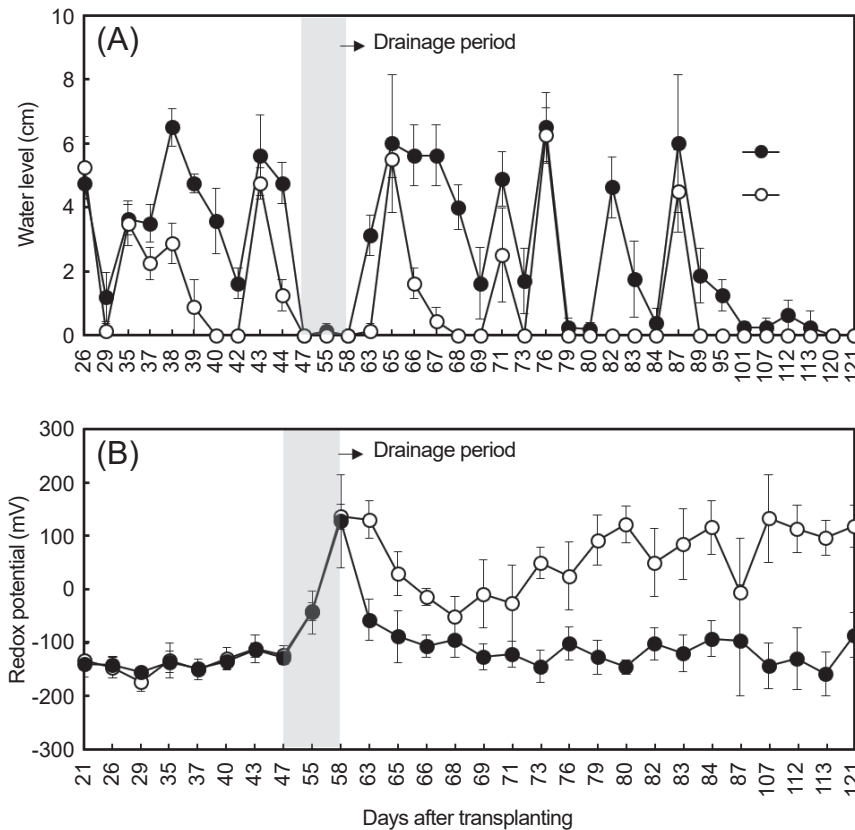 (A)
Drainage period
Water level (cm)
10
8
6
4
2
0
26 29 35 37 38 39 40 42 43 44 47 55 58 63 65 66 67 68 69 71 73 76 79 80 82 83 84 87 89 95 101 107 112 113 120 121
(B)
Drainage period
Redox potential (mV)
300
200
100
0
-100
-200
-300
21 26 29 35 37 40 43 47 55 58 63 65 66 68 69 71 73 76 79 80 82 83 84 87 107 112 113 121
Days after transplanting